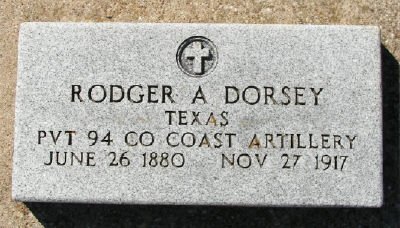 RODGER A DORSEY
TEXAS
PVT 94 CO COAST ARTILLERY
JUNE 26 1880 NOV 27 1917